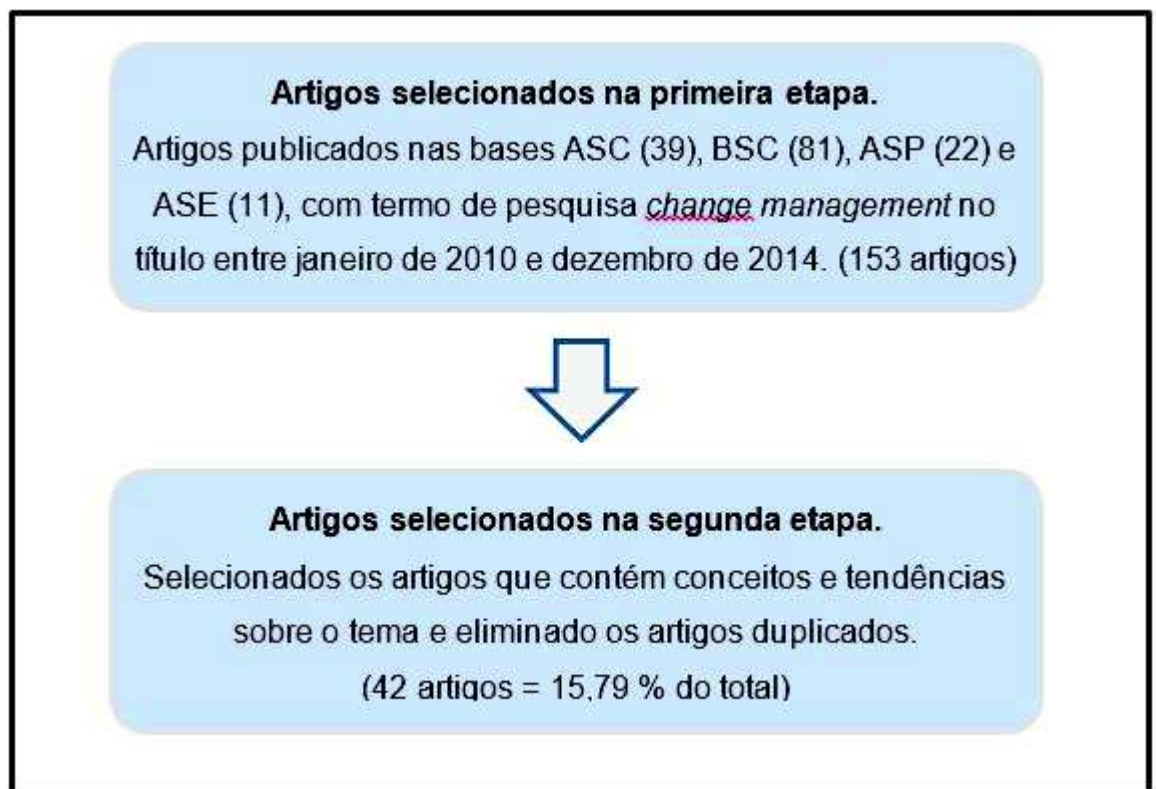 Artigos selecionados na primeira etapa.
Artigos publicados nas bases ASC (39), BSC (81), ASP (22) e
ASE (11), com termo de pesquisa change management no
título entre janeiro de 2010 e dezembro de 2014. (153 artigos)
Artigos selecionados na segunda etapa.
Selecionados os artigos que contém conceitos e tendências
sobre o tema e eliminado os artigos duplicados.
(42 artigos = 15,79 % do total)